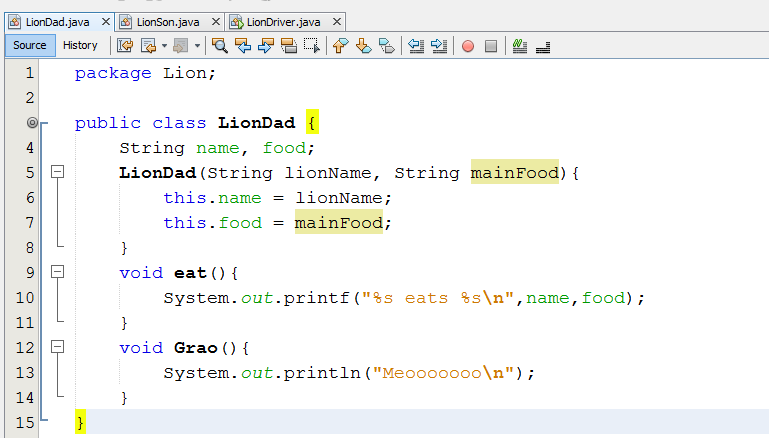 LionDad.java LionSon.java LionDriver.java
Source History
1 package Lion;
2
public class LionDad {
4 String name, food;
5 LionDad(String lionName, String mainFood){
6 this.name = lionName;
7 this.food = mainFood;
8 }
9 void eat(){
10 System.out.printf("%s eats %s\n",name,food);
11 }
12 void Grao(){
13 System.out.println("Meooooooo\n");
14 }
15 }